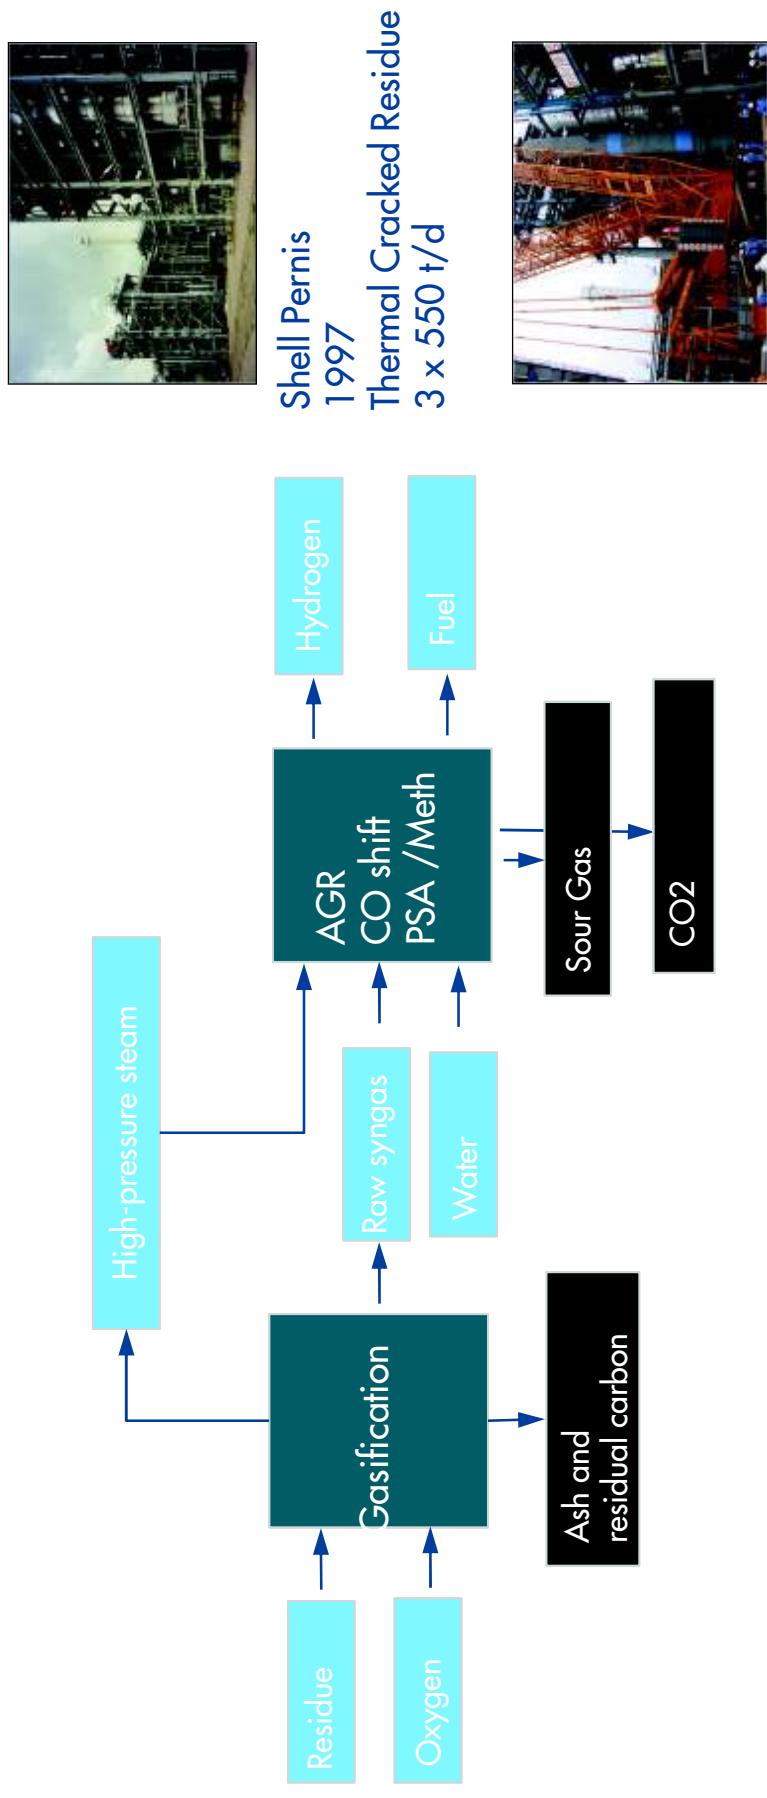 Shell Pernis
1997
Thermal Cracked Residue
3 x 550 t/d
High-pressure steam
Residue
Oxygen
Gasification
Raw syngas
Water
AGR
CO shift
PSA /Meth
Hydrogen
Fuel
Ash and
residual carbon
Sour Gas
CO2